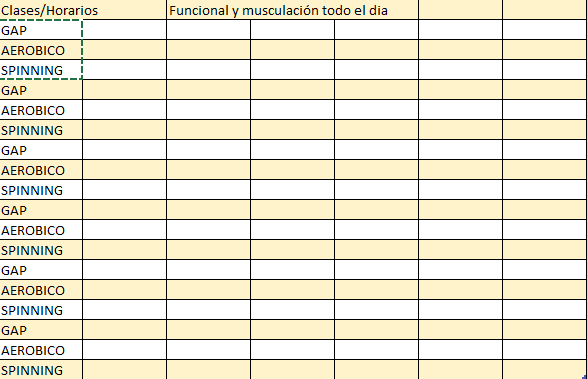 Clases/Horarios Funcional y musculación todo el dia
GAP
AEROBICO
SPINNING
GAP
AEROBICO
SPINNING
GAP
AEROBICO
SPINNING
GAP
AEROBICO
SPINNING
GAP
AEROBICO
SPINNING
GAP
AEROBICO
SPINNING